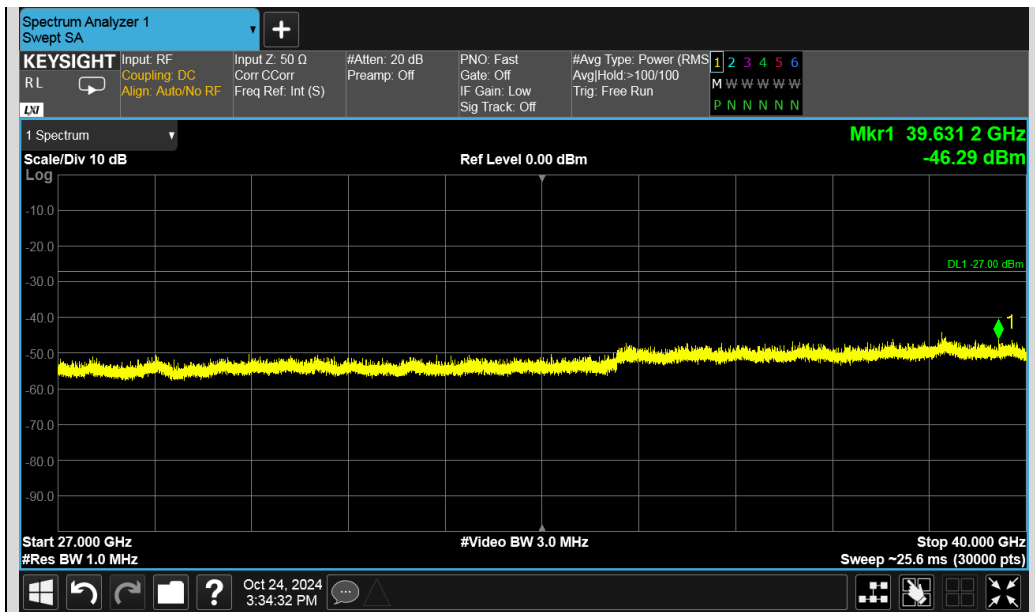 Spectrum Analyzer 1
Swept SA
KEYSIGHT
R L
LXI
Input: RF
Coupling: DC
Align: Auto/No RF
Input Z: 50 Ω
Corr CCorr
Freq Ref: Int (S)
#Atten: 20 dB
Preamp: Off
PNO: Fast
Gate: Off
IF Gain: Low
Sig Track: Off
#Avg Type: Power (RMS
Avg|Hold:>100/100
Trig: Free Run
1 2 3 4 5 6
M W W W W W
P N N N N N
1 Spectrum
Mkr1 39.631 2 GHz
Scale/Div 10 dB
Ref Level 0.00 dBm
-46.29 dBm
Log
-10.0
-20.0
DL1 -27.00 dBm
-30.0
-40.0
1
-50.0
-60.0
-70.0
-80.0
-90.0
Start 27.000 GHz
#Video BW 3.0 MHz
Stop 40.000 GHz
#Res BW 1.0 MHz
Sweep ~25.6 ms (30000 pts)
?
Oct 24, 2024
3:34:32 PM